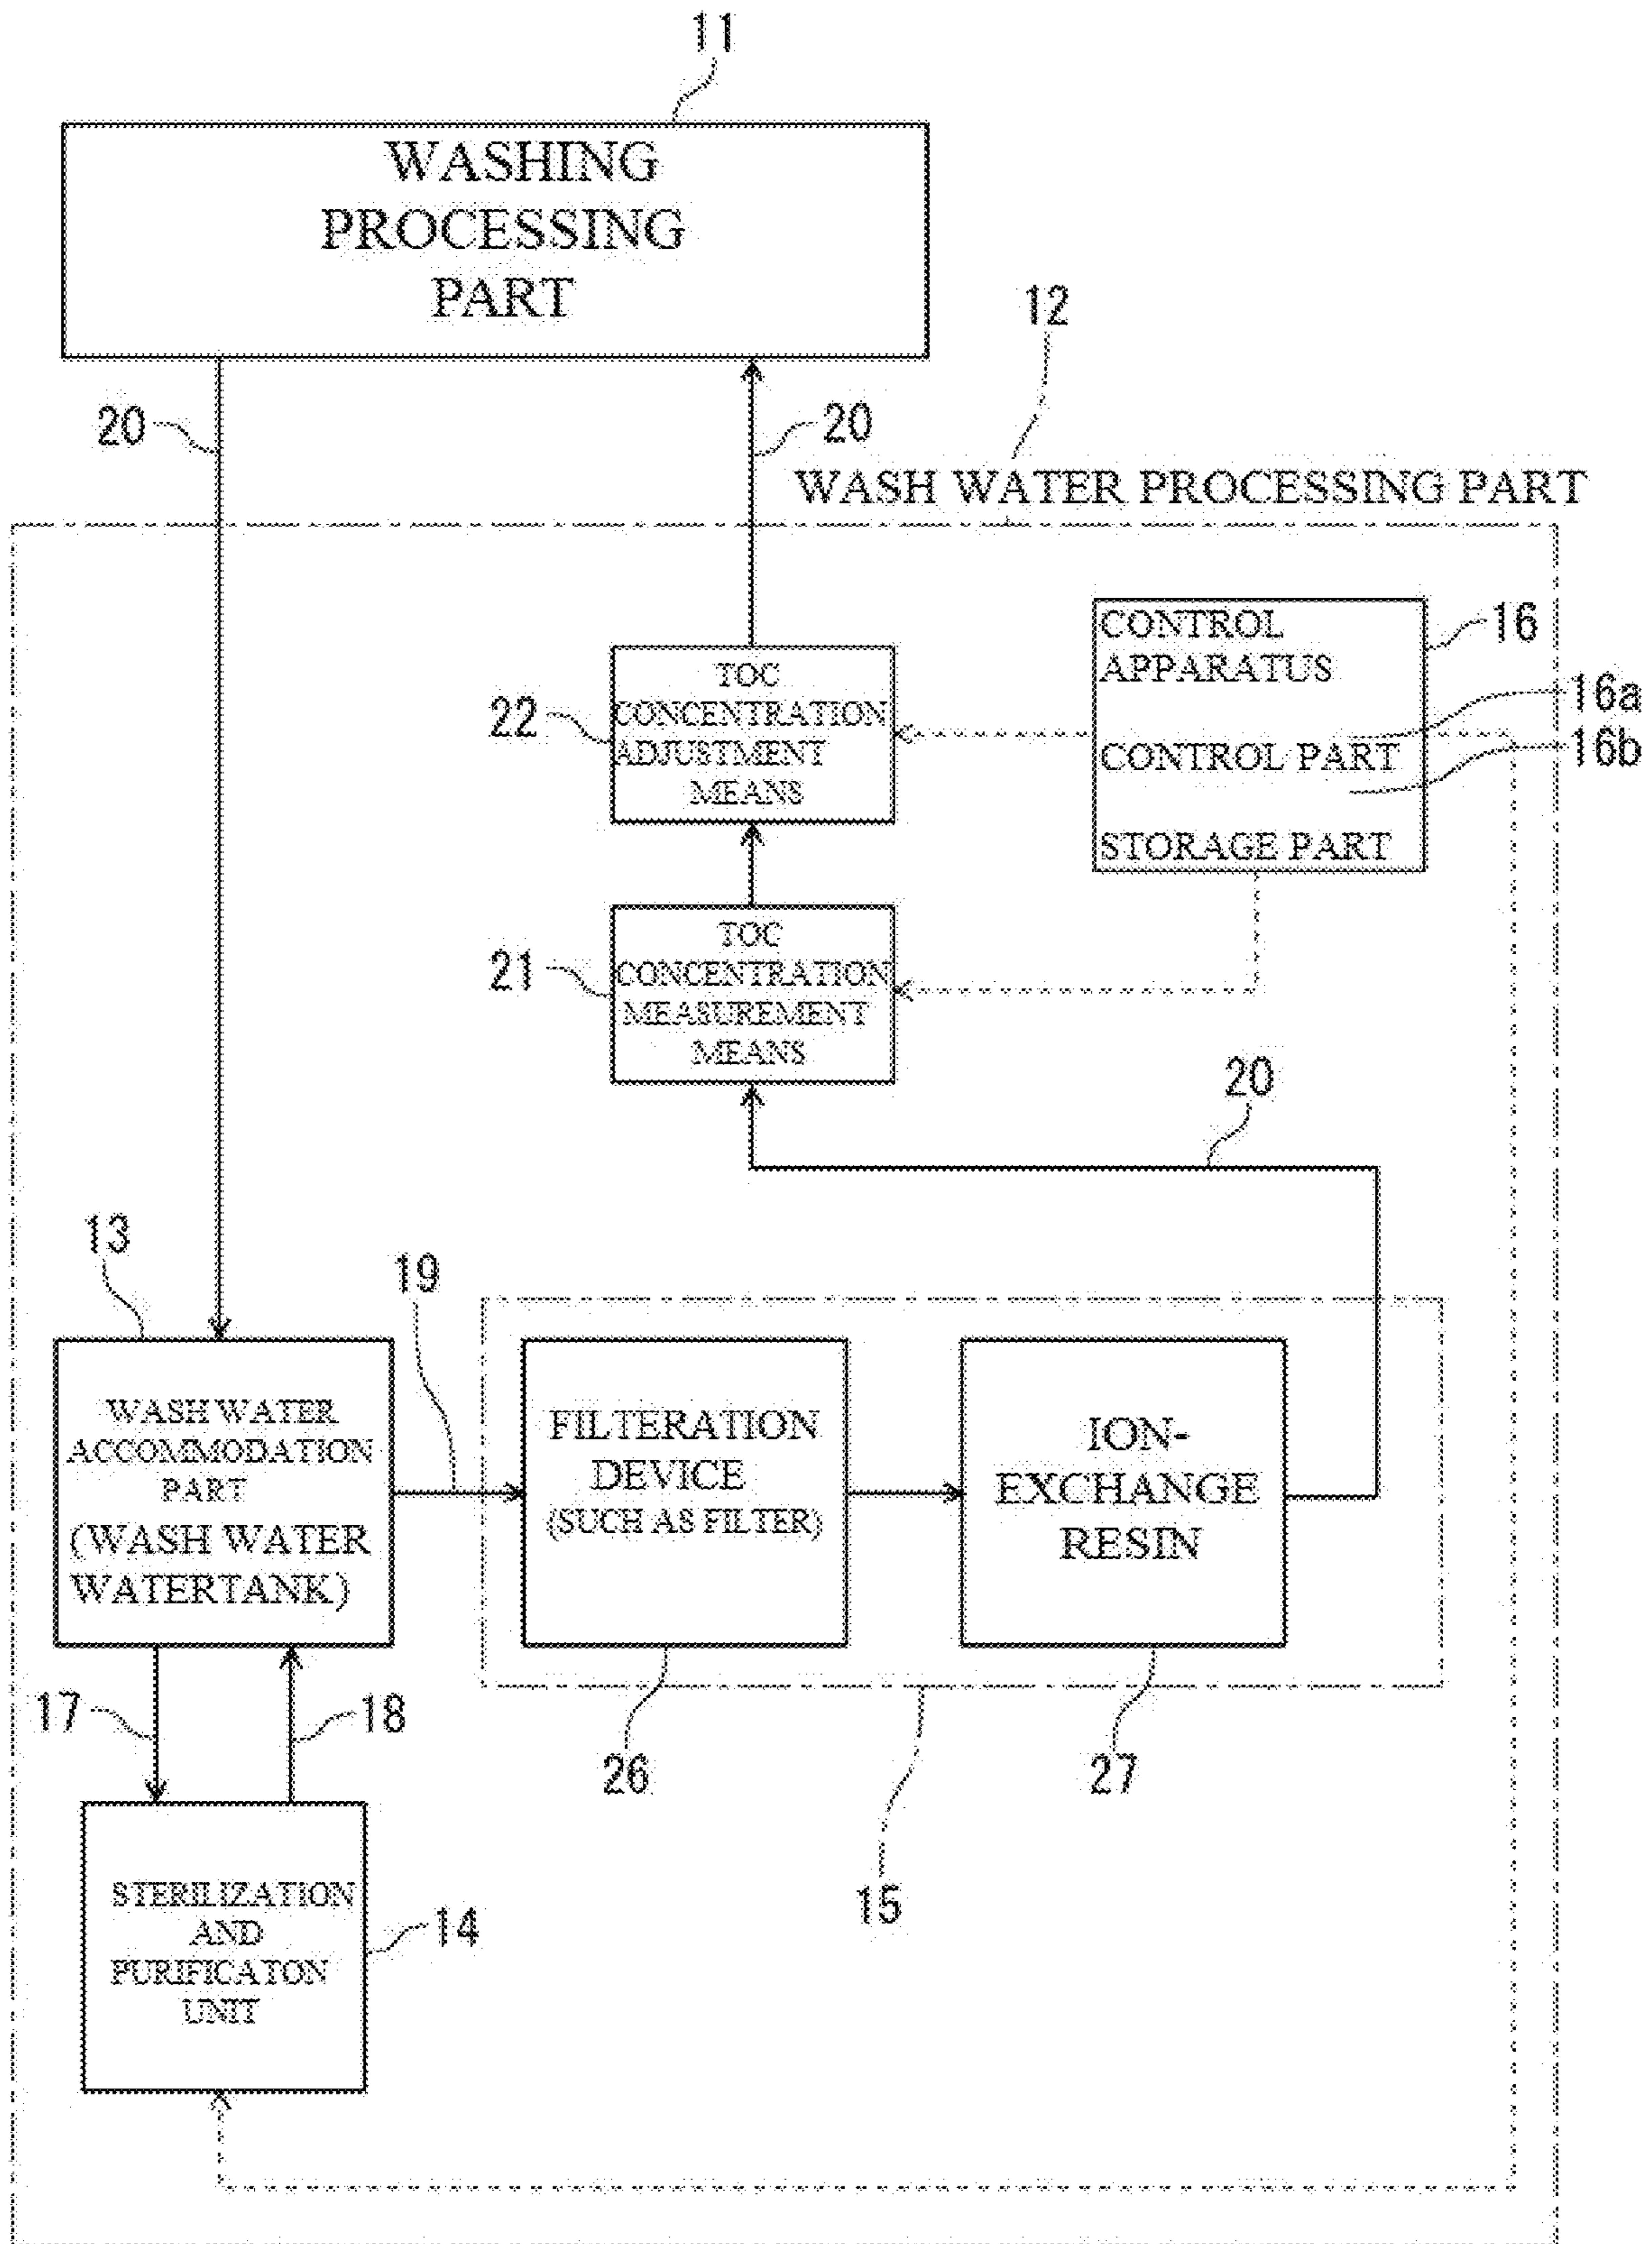 11
WASHING
PROCESSING
PART
12
20
20
WASH WATER PROCESSING PART
CONTROL
APPARATUS
16
16a
CONTROL PART
16b
STORAGE PART
TOC
CONCENTRATION
ADJUSTMENT
MEANS
22
TOC
CONCENTRATION
MEASUREMENT
MEANS
21
20
13
19
WASH WATER
ACCOMMODATION
PART
(WASH WATER
WATERTANK)
FILTERATION
DEVICE
(SUCH AS FILTER)
ION-
EXCHANGE
RESIN
17
18
26
27
15
STERILIZATION
AND
PURIFICATON
UNIT
14